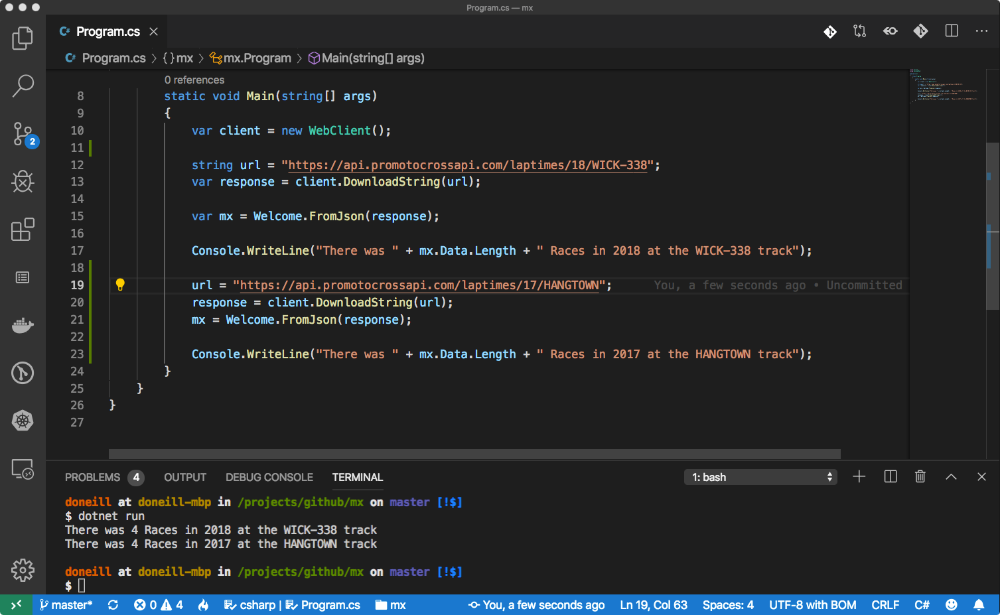 Program.cs — mx
C# Program.cs
C# Program.cs > {} mx > mx.Program > Main(string[] args)
0 references
8 static void Main(string[] args)
9 {
10 var client = new WebClient();
11
12 string url = "https://api.promotocrossapi.com/laptimes/18/WICK-338";
13 var response = client.DownloadString(url);
14
15 var mx = Welcome.FromJson(response);
16
17 Console.WriteLine("There was " + mx.Data.Length + " Races in 2018 at the WICK-338 track");
18
19 url = "https://api.promotocrossapi.com/laptimes/17/HANGTOWN"; You, a few seconds ago • Uncommitted
20 response = client.DownloadString(url);
21 mx = Welcome.FromJson(response);
22
23 Console.WriteLine("There was " + mx.Data.Length + " Races in 2017 at the HANGTOWN track");
24 }
25 }
26 }
27
2
PROBLEMS 4 OUTPUT DEBUG CONSOLE TERMINAL 1: bash
doneill at doneill-mbp in /projects/github/mx on master [!$]
$ dotnet run
There was 4 Races in 2018 at the WICK-338 track
There was 4 Races in 2017 at the HANGTOWN track
doneill at doneill-mbp in /projects/github/mx on master [!$]
$
master* 0 4 csharp | Program.cs mx You, a few seconds ago Ln 19, Col 63 Spaces: 4 UTF-8 with BOM CRLF C#